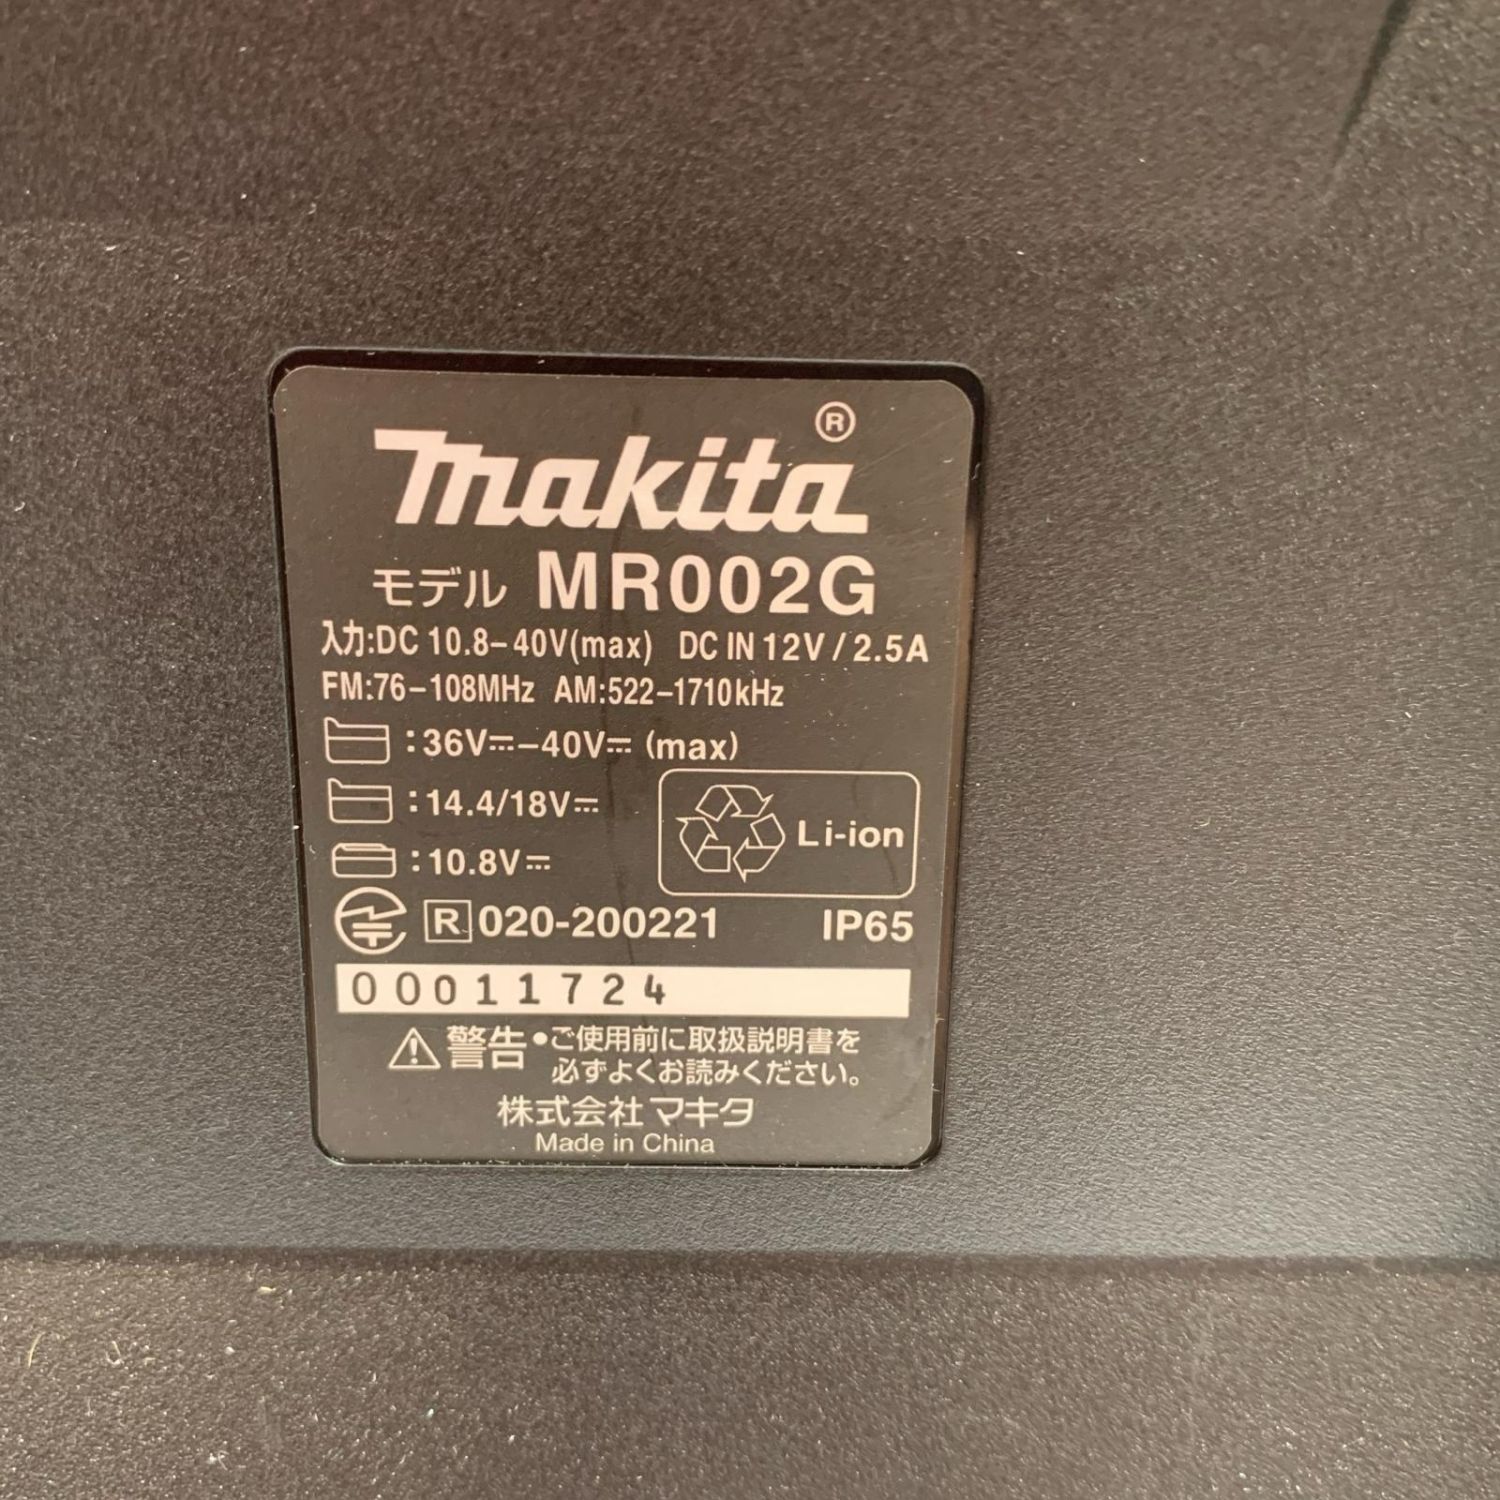 makita®
モデル MR002G
入力:DC 10.8-40V(max) DC IN 12V / 2.5A
FM:76-108MHz AM:522-1710kHz
:36V⎓-40V⎓ (max)
:14.4/18V⎓
Li-ion
:10.8V⎓
R 020-200221 IP65
00011724
⚠警告 •ご使用前に取扱説明書を
必ずよくお読みください。
株式会社マキタ
Made in China